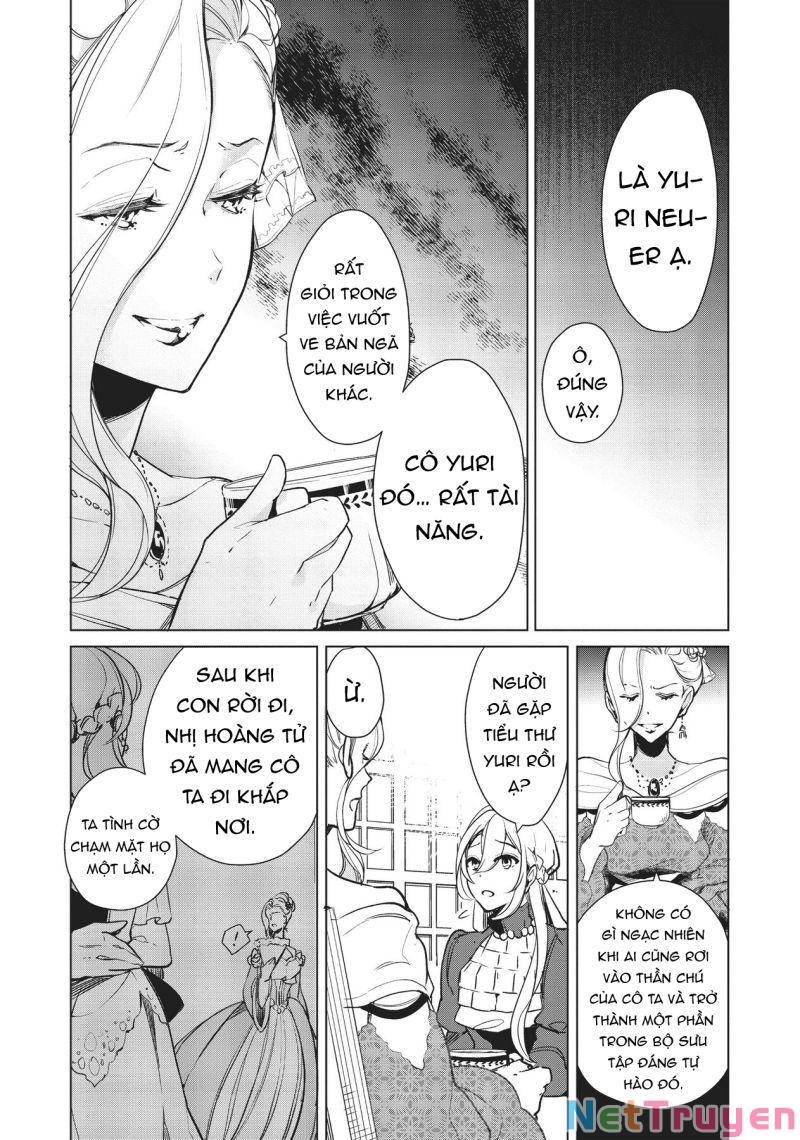 LÀ YU-
RI NEU-
ER Ạ.
Ô,
ĐÚNG
VẬY.
RẤT
GIỎI TRONG
VIỆC VUỐT
VE BẢN NGÃ
CỦA NGƯỜI
KHÁC.
CÔ YURI
ĐÓ... RẤT TÀI
NĂNG.
KHÔNG CÓ
GÌ NGẠC NHIÊN
KHI AI CŨNG RƠI
VÀO THẦN CHÚ
CỦA CÔ TA VÀ TRỞ
THÀNH MỘT PHẦN
TRONG BỘ SƯU
TẬP ĐÁNG TỰ
HÀO ĐÓ.
NGƯỜI
ĐÃ GẶP
TIỂU THƯ
YURI RỒI
Ạ?
Ừ.
SAU KHI
CON RỜI ĐI,
NHỊ HOÀNG TỬ
ĐÃ MANG CÔ
TA ĐI KHẮP
NƠI.
TA TÌNH CỜ
CHẠM MẶT HỌ
MỘT LẦN.
!
NetTruyen